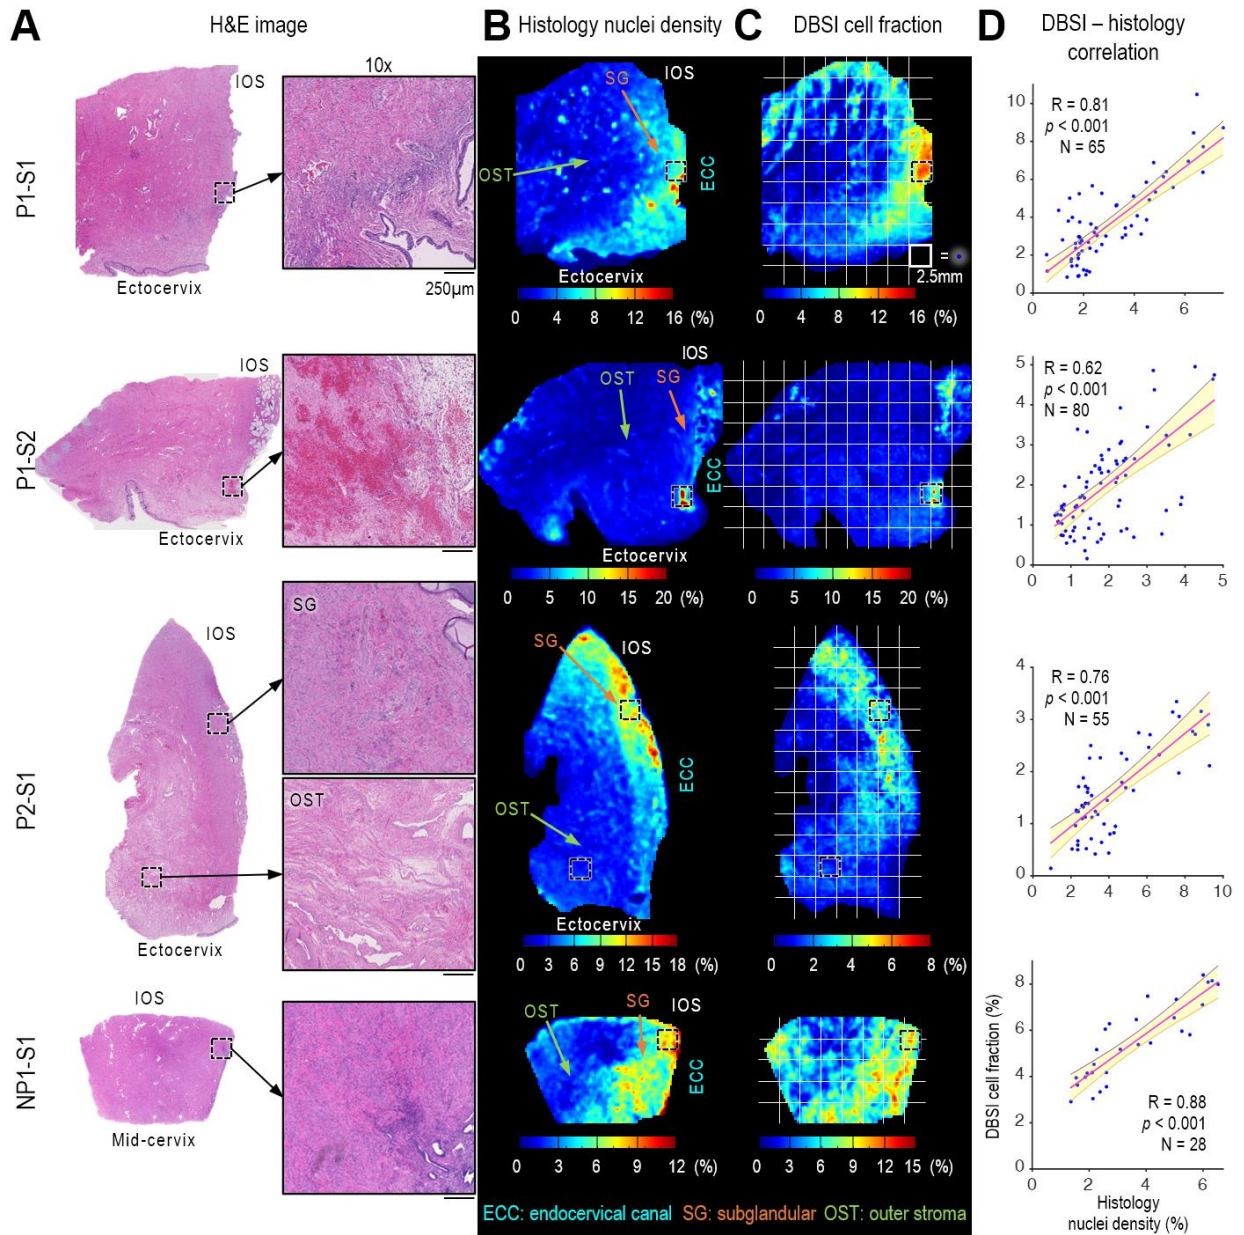 A H&E image B Histology nuclei density C DBSI cell fraction D DBSI – histology
correlation
P1-S1
IOS
10x
Ectocervix
250μm
OST
SG
IOS
ECC
Ectocervix
0 4 8 12 16 (%)
=
2.5mm
0 4 8 12 16 (%)
R = 0.81
p < 0.001
N = 65
10
8
6
4
2
0
0 2 4 6
P1-S2
IOS
Ectocervix
IOS
OST SG
ECC
Ectocervix
0 5 10 15 20 (%)
0 5 10 15 20 (%)
R = 0.62
p < 0.001
N = 80
5
4
3
2
1
0
1 2 3 4 5
P2-S1
IOS
SG
OST
Ectocervix
SG
IOS
ECC
OST
Ectocervix
0 3 6 9 12 15 18 (%)
0 2 4 6 8 (%)
R = 0.76
p < 0.001
N = 55
4
3
2
1
0
0 2 4 6 8 10
NP1-S1
IOS
Mid-cervix
OST
SG
IOS
ECC
0 3 6 9 12 (%)
0 3 6 9 12 15 (%)
DBSI cell fraction (%)
8
6
4
2
0
R = 0.88
p < 0.001
N = 28
0 2 4 6
Histology
nuclei density (%)
ECC: endocervical canal SG: subglandular OST: outer stroma